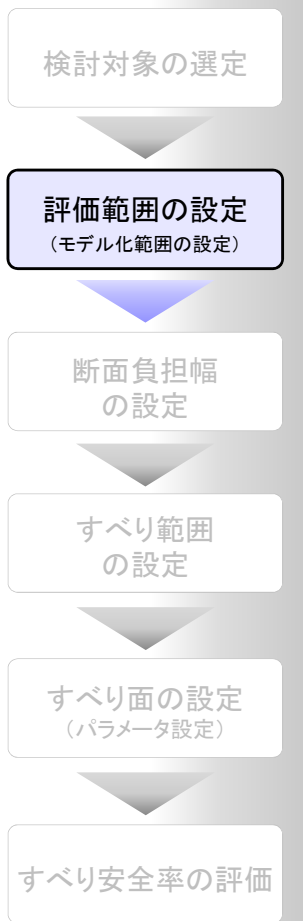 検討対象の選定
評価範囲の設定
（モデル化範囲の設定）
断面負担幅
の設定
すべり範囲
の設定
すべり面の設定
（パラメータ設定）
すべり安全率の評価